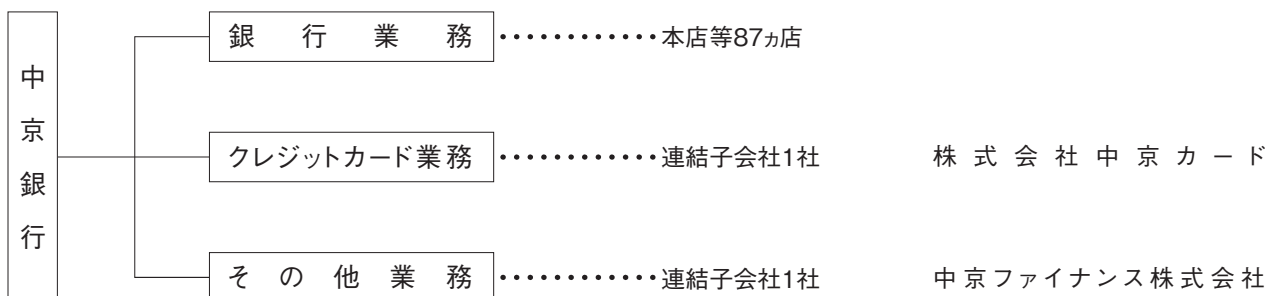 中京銀行
銀行業務 ············ 本店等87ヵ店
クレジットカード業務 ············ 連結子会社1社 株式会社中京カード
その他業務 ············ 連結子会社1社 中京ファイナンス株式会社